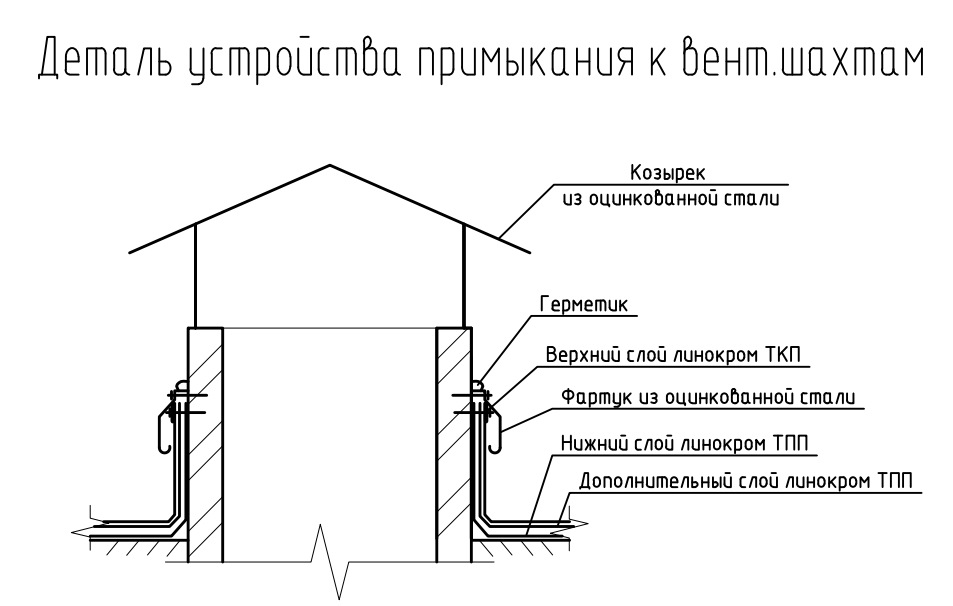 Деталь устройства примыкания к вент.шахтам
Козырек
из оцинкованной стали
Герметик
Верхний слой линокром ТКП
Фартук из оцинкованной стали
Нижний слой линокром ТПП
Дополнительный слой линокром ТПП